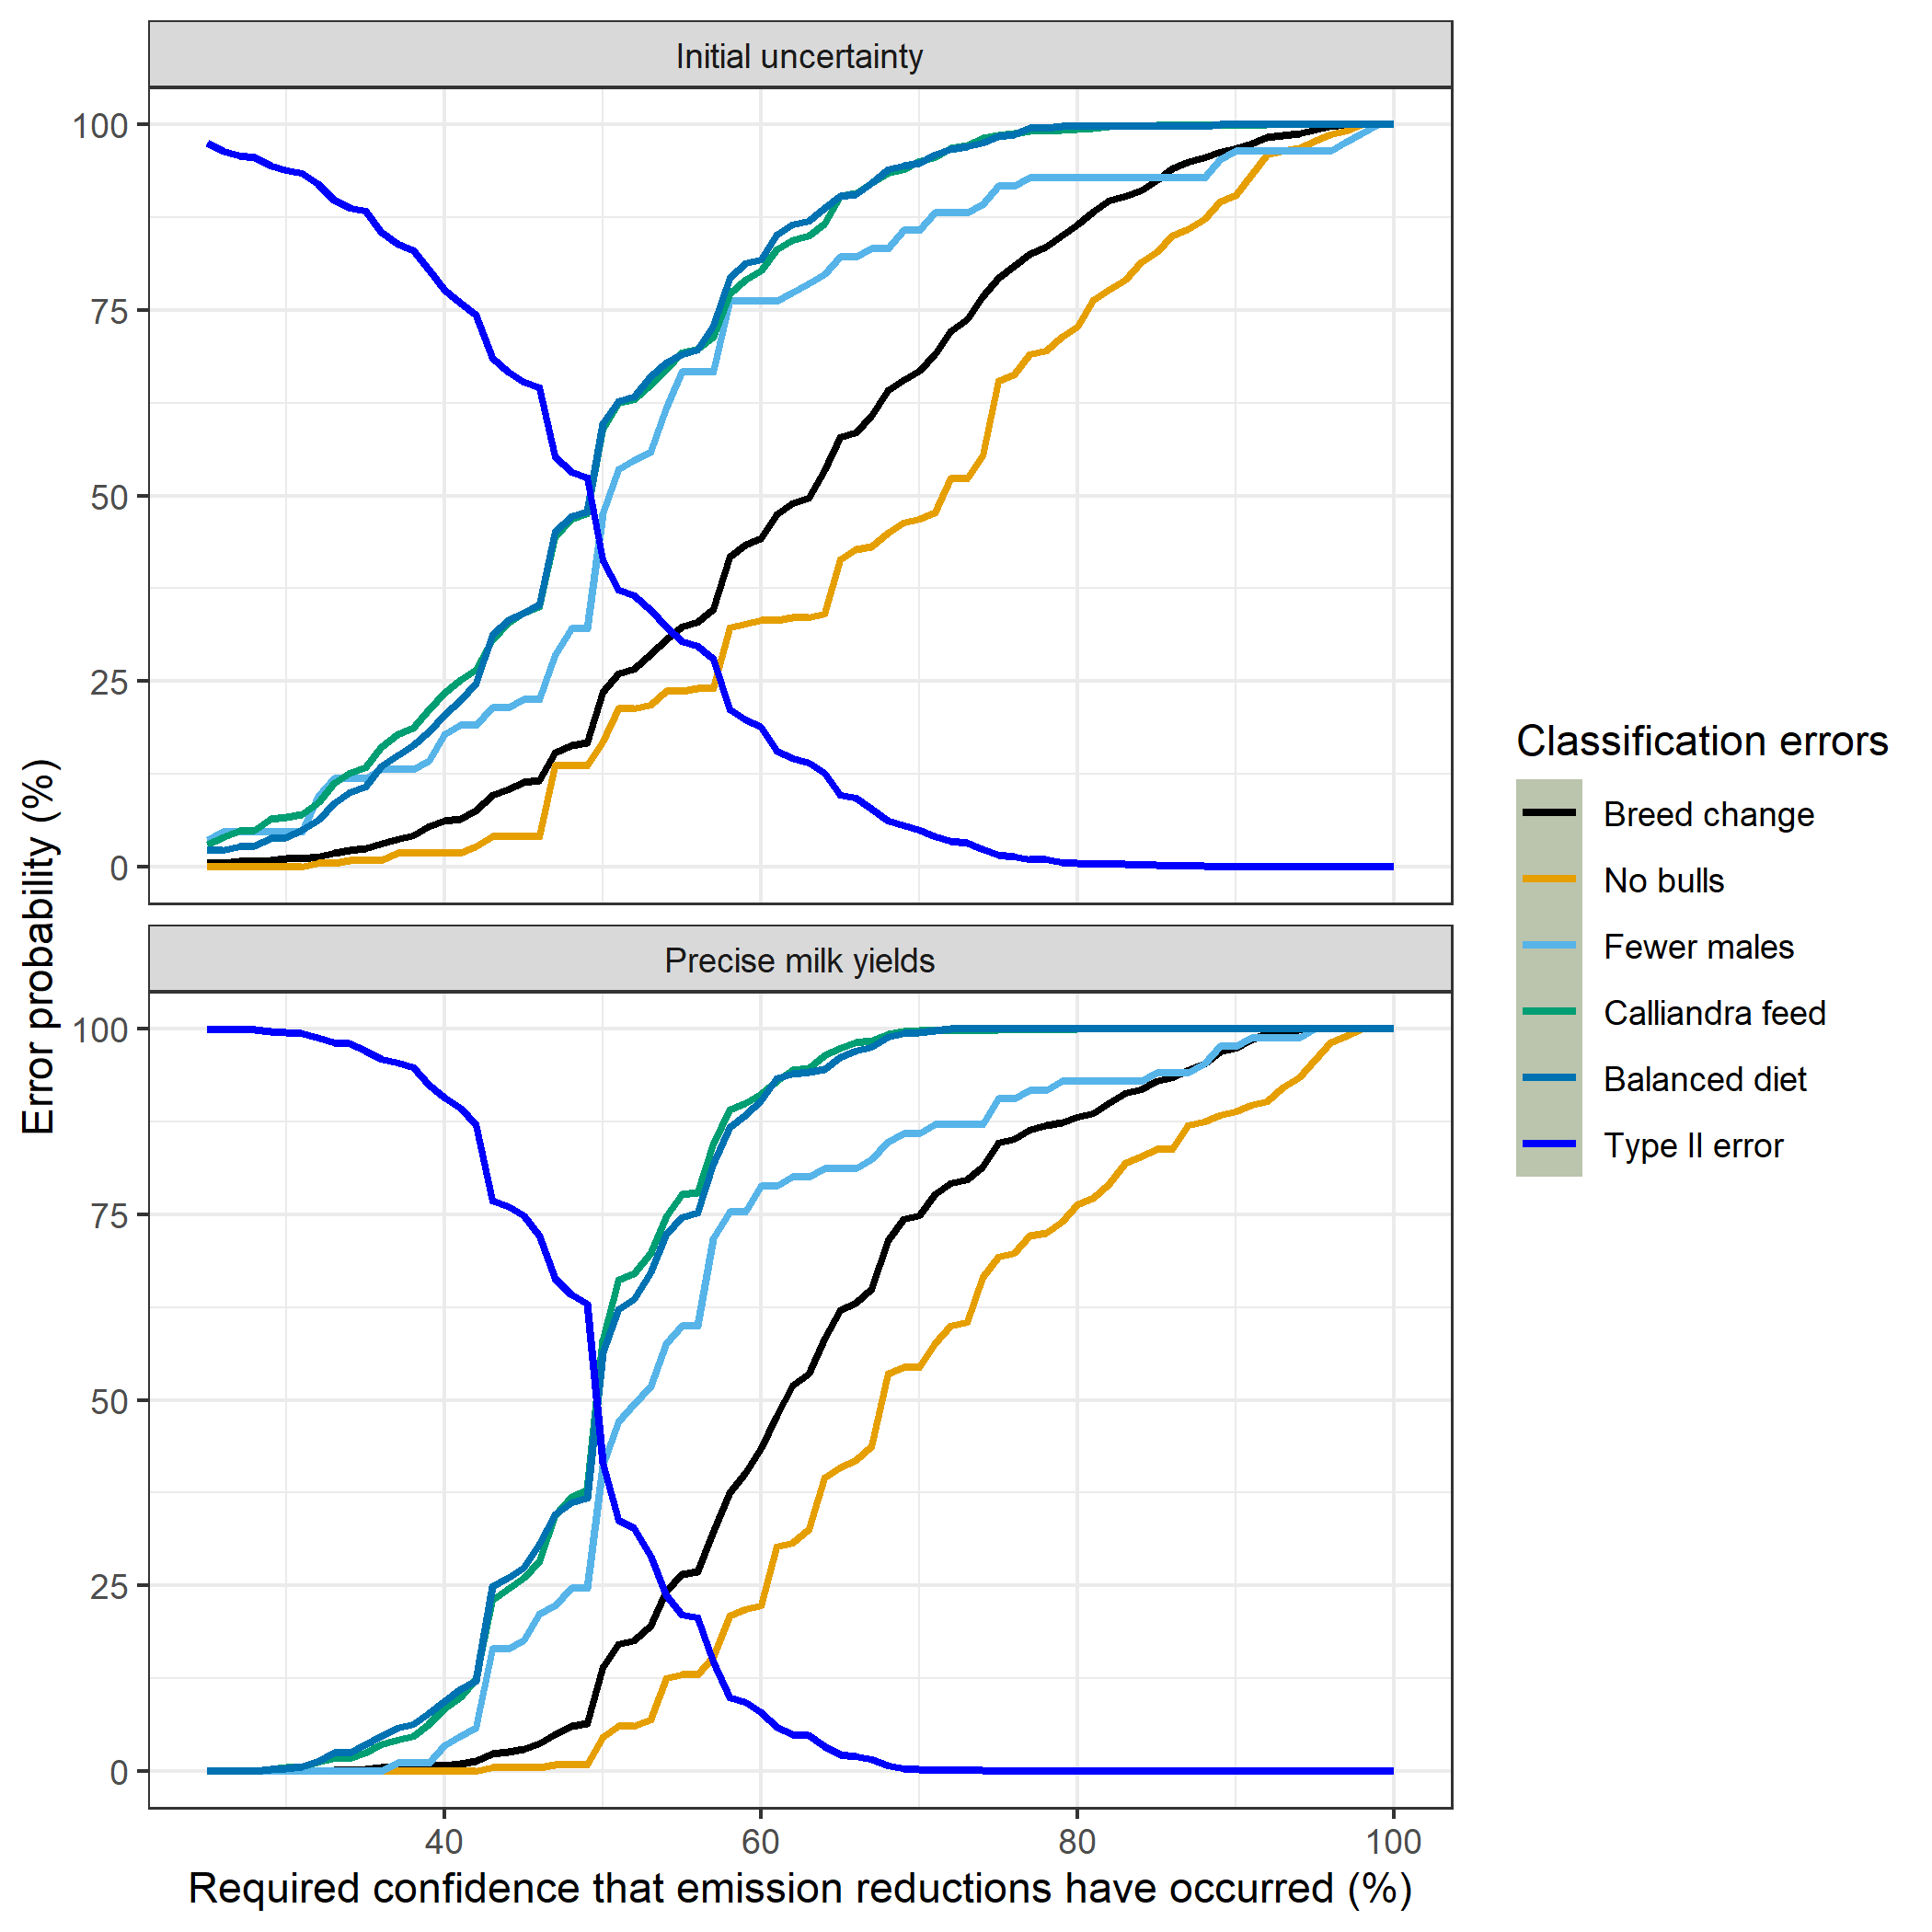 Initial uncertainty
100
75
50
25
0
Precise milk yields
100
75
50
25
0
40 60 80 100
Required confidence that emission reductions have occurred (%)
Error probability (%)
Classification errors
Breed change
No bulls
Fewer males
Calliandra feed
Balanced diet
Type II error